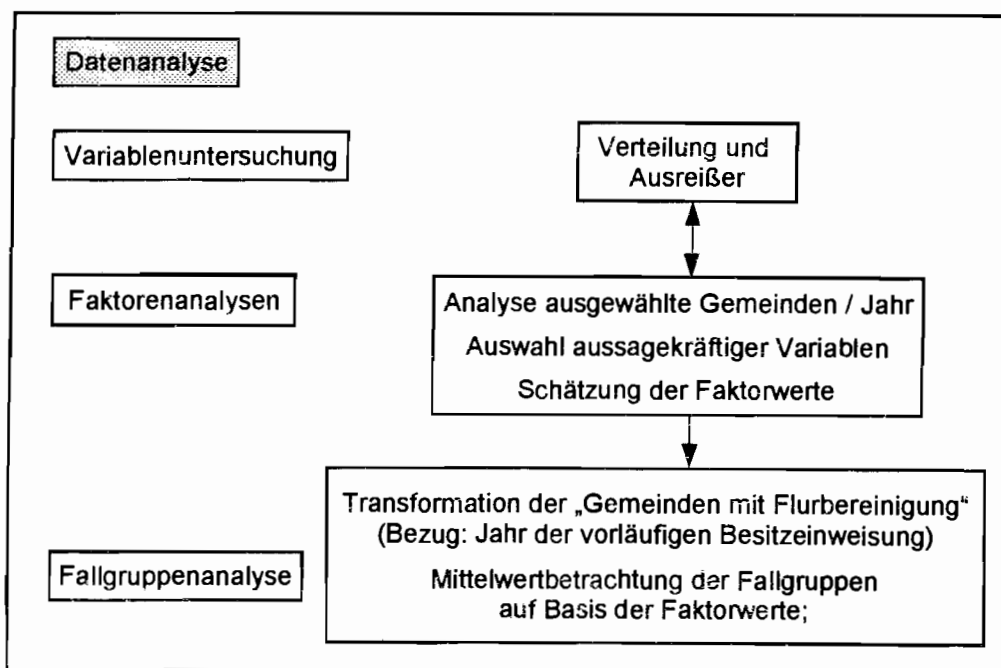 Datenanalyse
Variablenuntersuchung
Verteilung und
Ausreißer
Faktorenanalysen
Analyse ausgewählte Gemeinden / Jahr
Auswahl aussagekräftiger Variablen
Schätzung der Faktorwerte
Transformation der „Gemeinden mit Flurbereinigung“
(Bezug: Jahr der vorläufigen Besitzeinweisung)
Fallgruppenanalyse
Mittelwertbetrachtung der Fallgruppen
auf Basis der Faktorwerte;